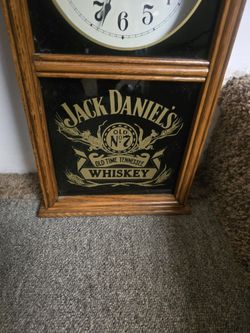 7 6 5
JACK DANIEL'S
OLD
No. 7
OLD TIME TENNESSEE
WHISKEY